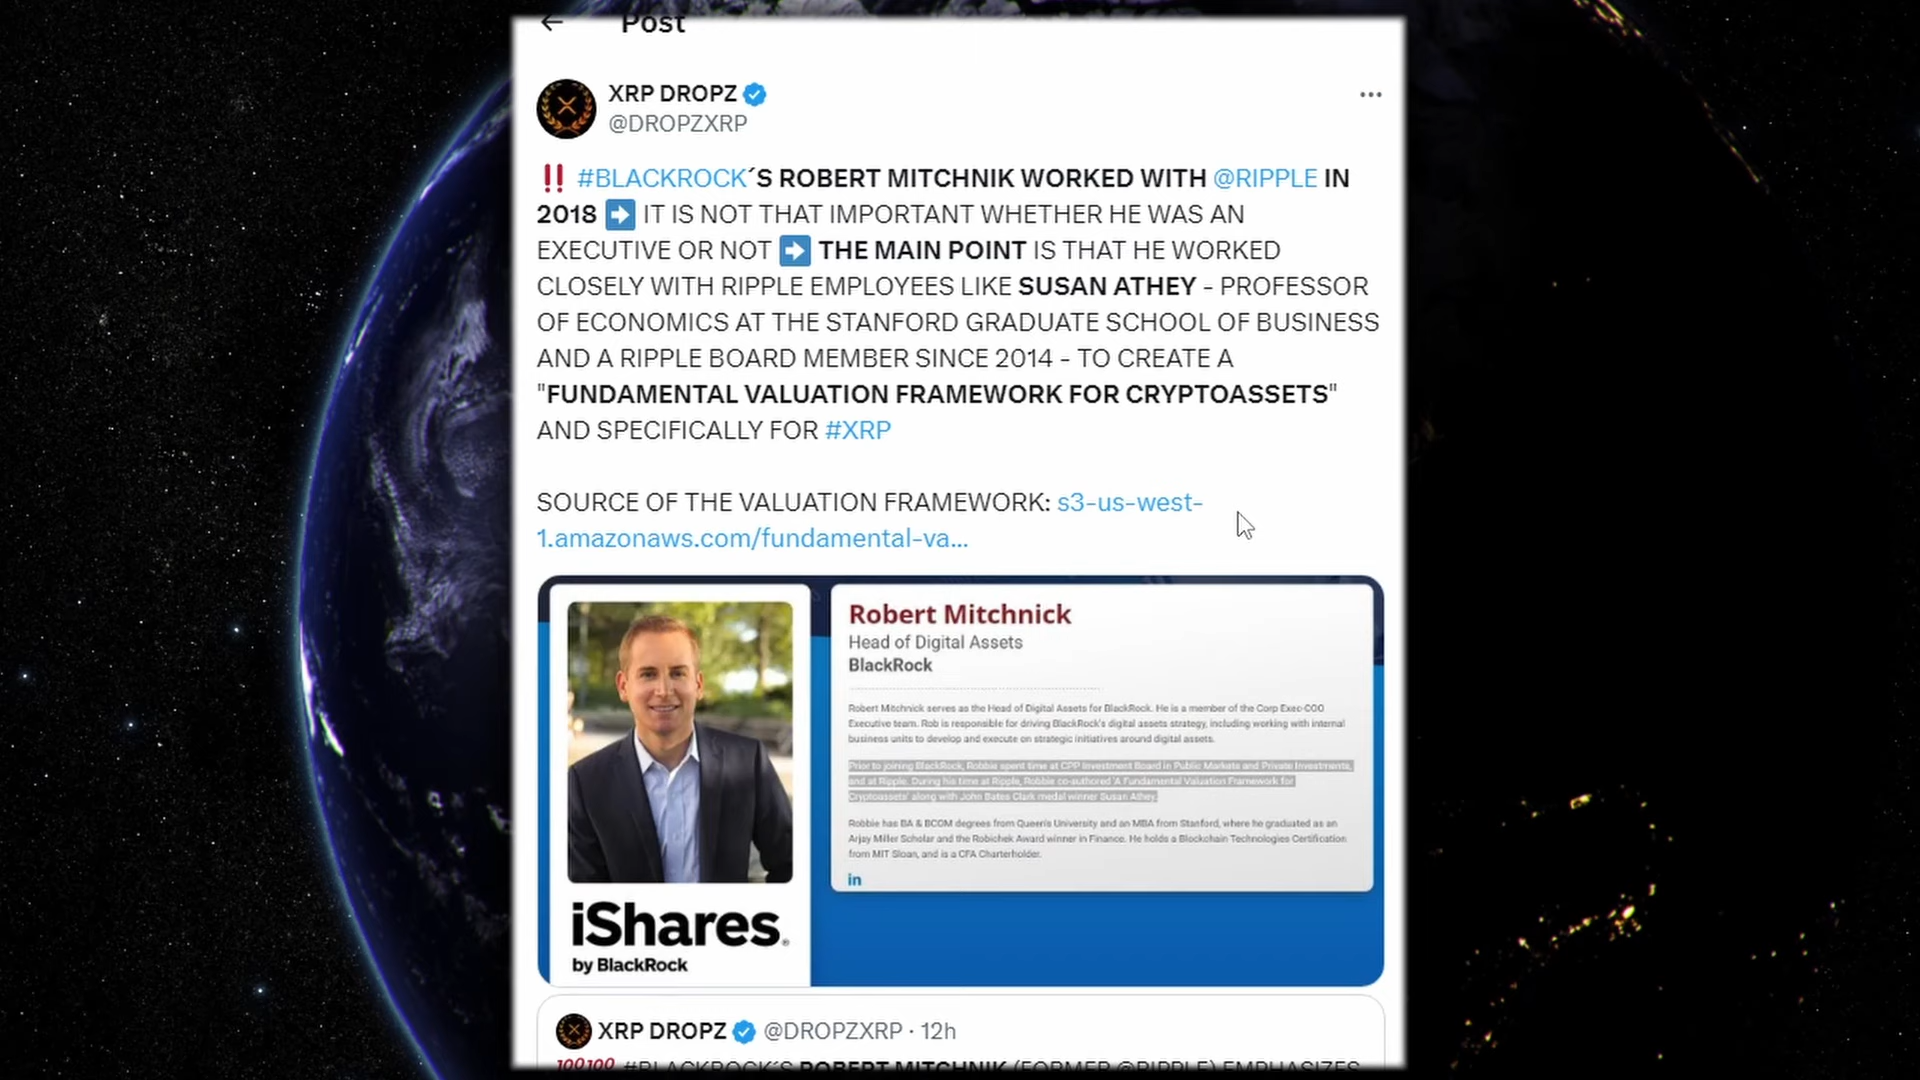 Post
XRP DROPZ
@DROPZXRP
‼️ #BLACKROCK´S ROBERT MITCHNIK WORKED WITH @RIPPLE IN
2018 ➡️ IT IS NOT THAT IMPORTANT WHETHER HE WAS AN
EXECUTIVE OR NOT ➡️ THE MAIN POINT IS THAT HE WORKED
CLOSELY WITH RIPPLE EMPLOYEES LIKE SUSAN ATHEY - PROFESSOR
OF ECONOMICS AT THE STANFORD GRADUATE SCHOOL OF BUSINESS
AND A RIPPLE BOARD MEMBER SINCE 2014 - TO CREATE A
"FUNDAMENTAL VALUATION FRAMEWORK FOR CRYPTOASSETS"
AND SPECIFICALLY FOR #XRP
SOURCE OF THE VALUATION FRAMEWORK: s3-us-west-
1.amazonaws.com/fundamental-va...
Robert Mitchnick
Head of Digital Assets
BlackRock
Robert Mitchnick serves as the Head of Digital Assets for BlackRock. He is a member of the Corp Exec-COO
Executive team. Rob is responsible for driving BlackRock's digital assets strategy, including working with internal
business units to develop and execute on strategic initiatives around digital assets.
Prior to joining BlackRock, Robbie spent time at CPP Investment Board in Public Markets and Private Investments,
and at Ripple. During his time at Ripple, Robbie co-authored 'A Fundamental Valuation Framework for
Cryptoassets' along with John Bates Clark medal winner Susan Athey.
Robbie has BA & BCOM degrees from Queen's University and an MBA from Stanford, where he graduated as an
Arjay Miller Scholar and the Robichek Award winner in Finance. He holds a Blockchain Technologies Certification
from MIT Sloan, and is a CFA Charterholder.
in
iShares®
by BlackRock
XRP DROPZ @DROPZXRP · 12h
💯💯 #BLACKROCK´S ROBERT MITCHNIK (FORMER @RIPPLE) EMPHASIZES